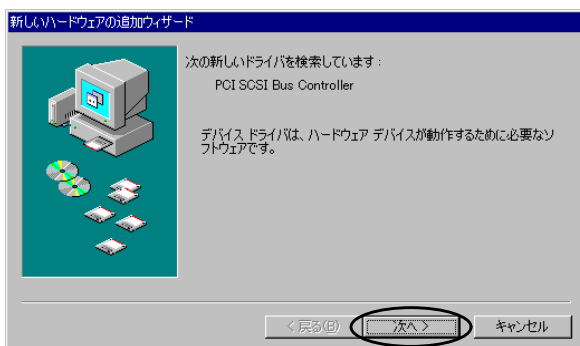 新しいハードウェアの追加ウィザード
次の新しいドライバを検索しています：
PCI SCSI Bus Controller
デバイス ドライバは、ハードウェア デバイスが動作するために必要なソ
フトウェアです。
< 戻る(B)
次へ >
キャンセル